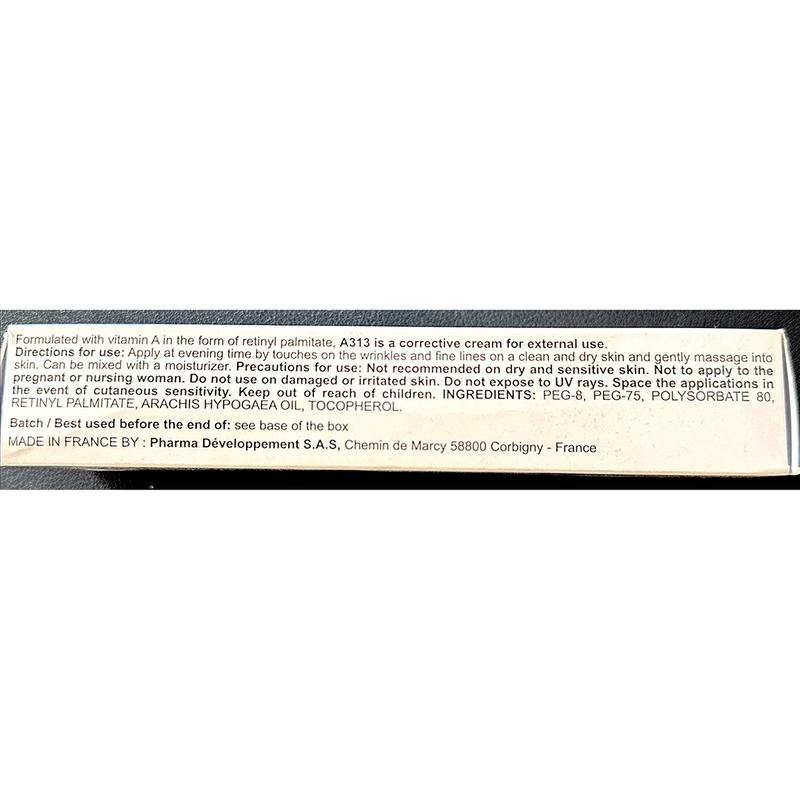 Formulated with vitamin A in the form of retinyl palmitate, A313 is a corrective cream for external use.
Directions for use: Apply at evening time by touches on the wrinkles and fine lines on a clean and dry skin and gently massage into
skin. Can be mixed with a moisturizer. Precautions for use: Not recommended on dry and sensitive skin. Not to apply to the
pregnant or nursing woman. Do not use on damaged or irritated skin. Do not expose to UV rays. Space the applications in
the event of cutaneous sensitivity. Keep out of reach of children. INGREDIENTS: PEG-8, PEG-75, POLYSORBATE 80,
RETINYL PALMITATE, ARACHIS HYPOGAEA OIL, TOCOPHEROL.
Batch / Best used before the end of: see base of the box
MADE IN FRANCE BY : Pharma Développement S.A.S, Chemin de Marcy 58800 Corbigny - France